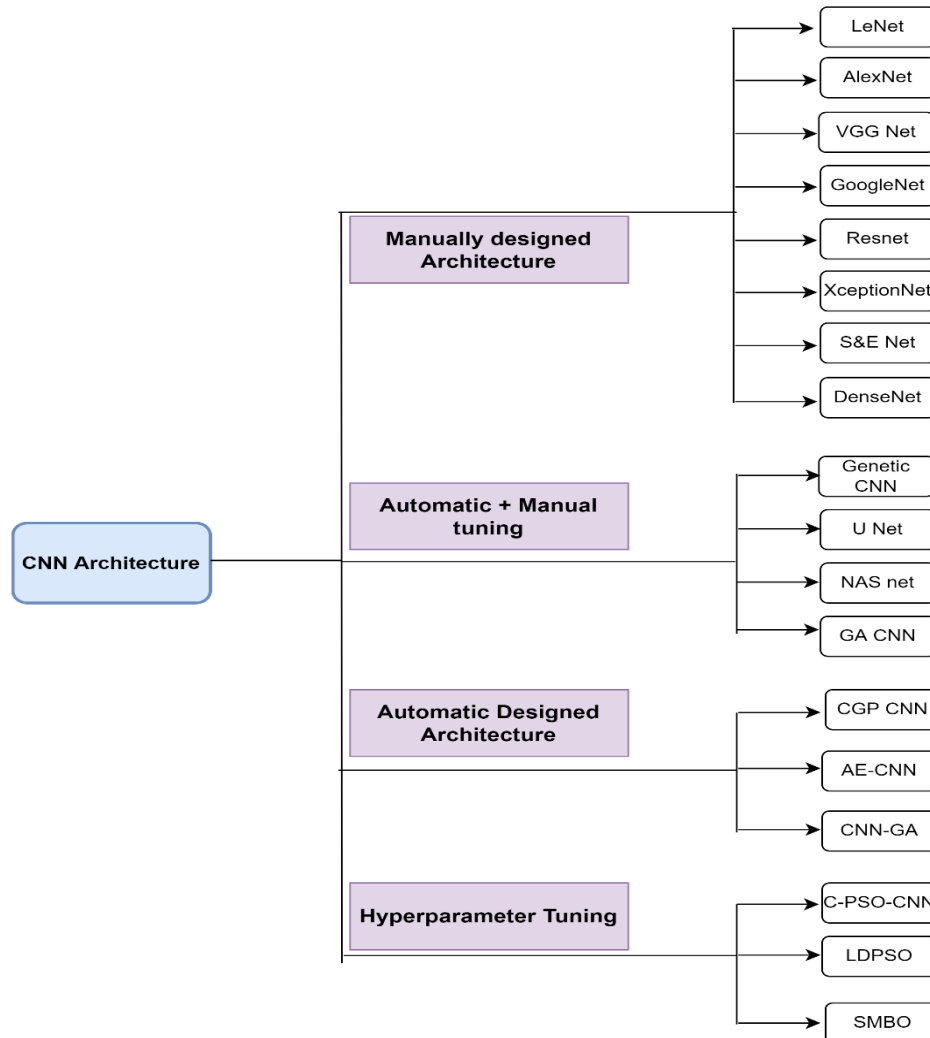 LeNet
AlexNet
VGG Net
GoogleNet
Manually designed
Architecture
Resnet
XceptionNet
S&E Net
DenseNet
Genetic
CNN
Automatic + Manual
tuning
U Net
CNN Architecture
NAS net
GA CNN
Automatic Designed
Architecture
CGP CNN
AE-CNN
CNN-GA
Hyperparameter Tuning
C-PSO-CNN
LDPSO
SMBO